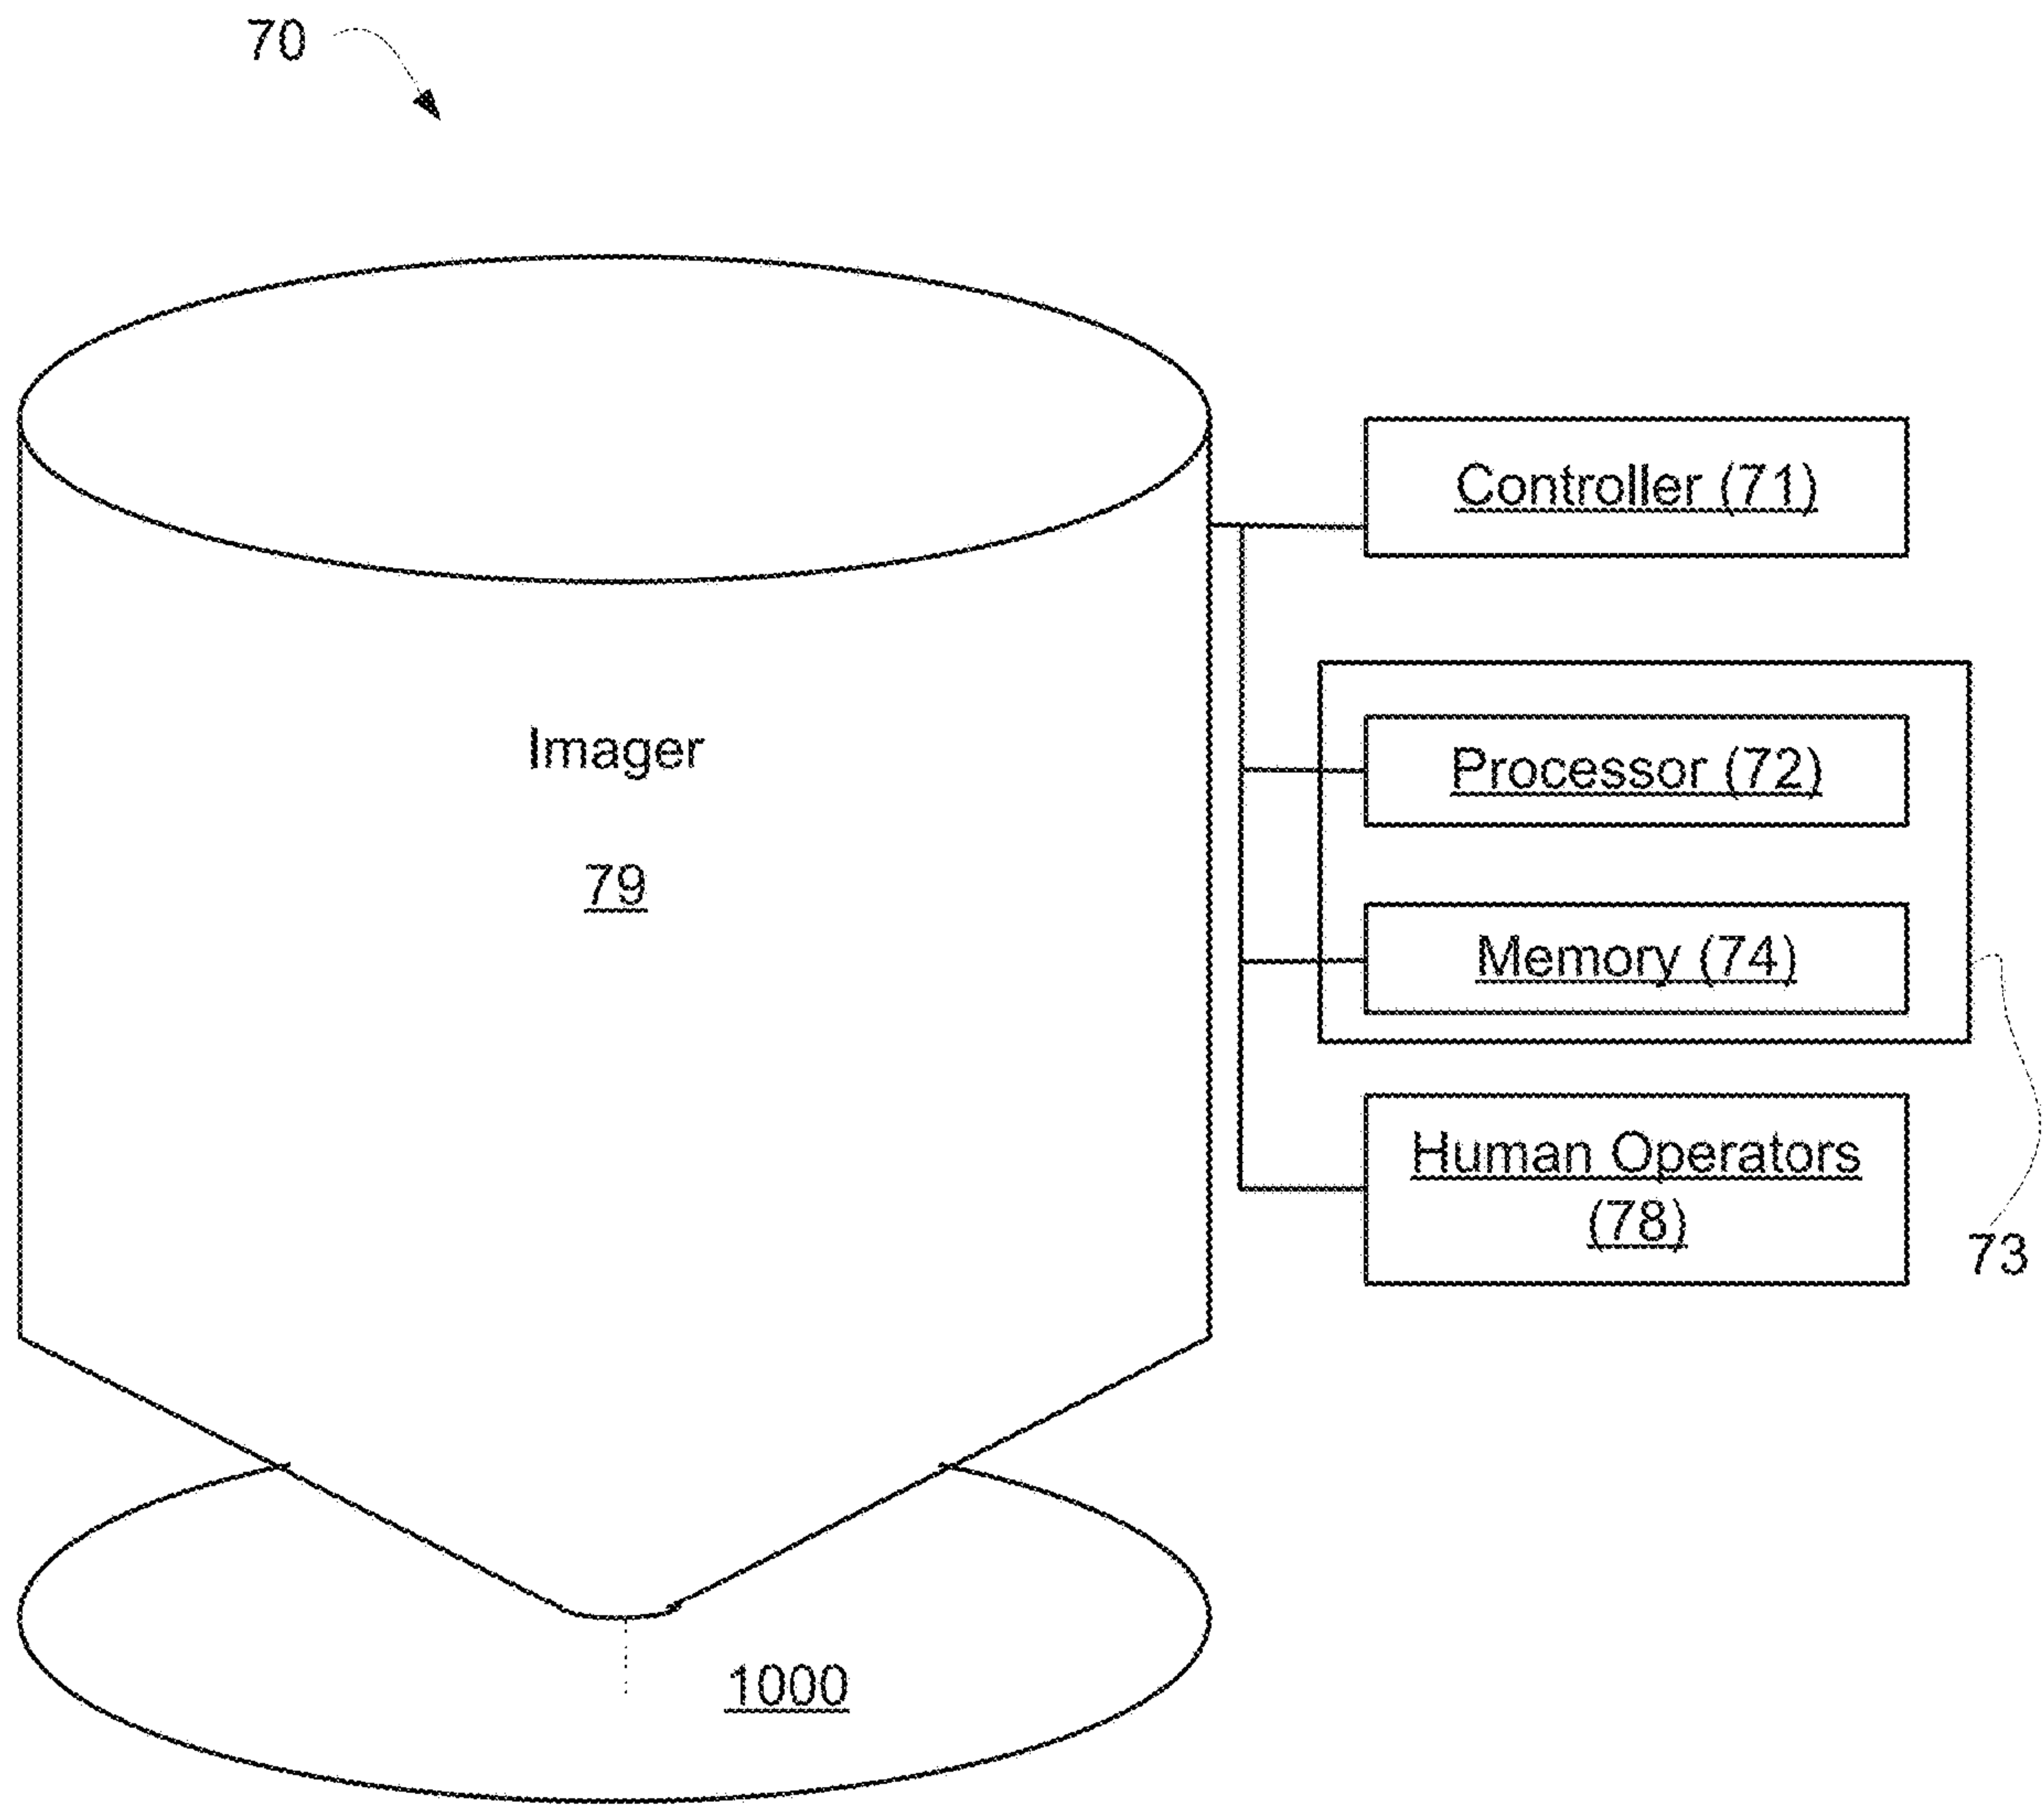 70
Controller (71)
Imager
79
Processor (72)
Memory (74)
Human Operators
(78)
73
1000